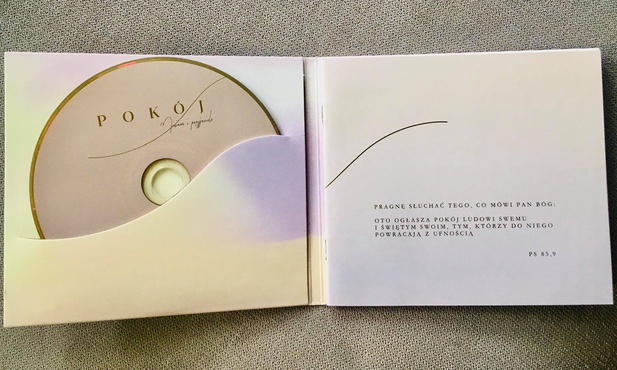 POKÓJ
i przyjaciele
PRAGNĘ SŁUCHAĆ TEGO, CO MÓWI PAN BÓG:
OTO OGŁASZA POKÓJ LUDOWI SWEMU
I ŚWIĘTYM SWOIM, TYM, KTÓRZY DO NIEGO
POWRACAJĄ Z UFNOŚCIĄ
PS 85,9